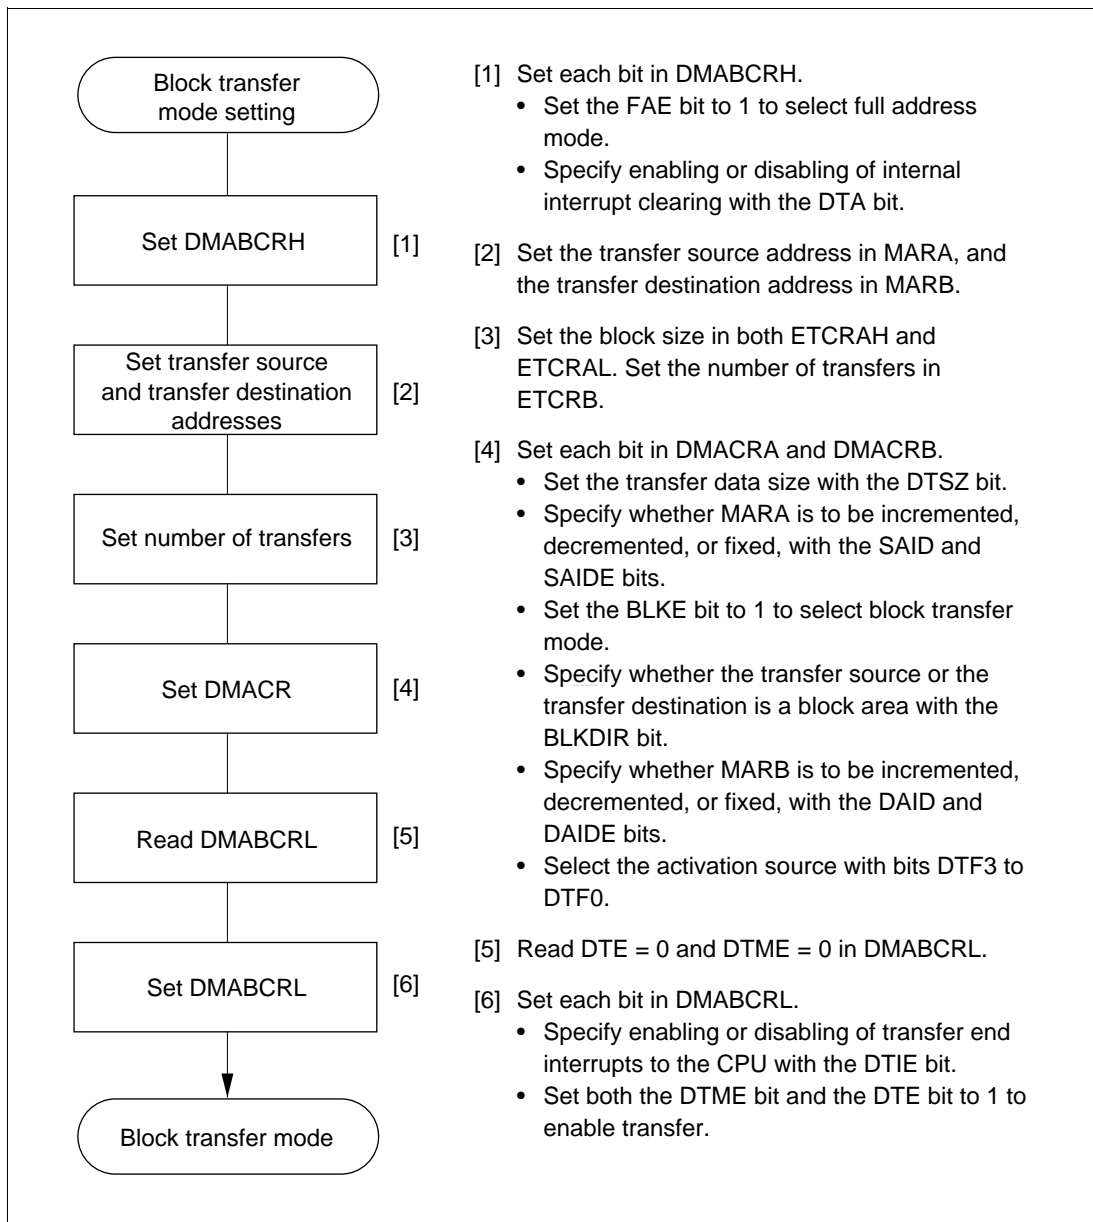 Block transfer
mode setting
Set DMABCRH [1]
Set transfer source
and transfer destination
addresses
[2]
Set number of transfers [3]
Set DMACR [4]
Read DMABCRL [5]
Set DMABCRL [6]
Block transfer mode
[1] Set each bit in DMABCRH.
• Set the FAE bit to 1 to select full address
mode.
• Specify enabling or disabling of internal
interrupt clearing with the DTA bit.
[2] Set the transfer source address in MARA, and
the transfer destination address in MARB.
[3] Set the block size in both ETCRAH and
ETCRAL. Set the number of transfers in
ETCRB.
[4] Set each bit in DMACRA and DMACRB.
• Set the transfer data size with the DTSZ bit.
• Specify whether MARA is to be incremented,
decremented, or fixed, with the SAID and
SAIDE bits.
• Set the BLKE bit to 1 to select block transfer
mode.
• Specify whether the transfer source or the
transfer destination is a block area with the
BLKDIR bit.
• Specify whether MARB is to be incremented,
decremented, or fixed, with the DAID and
DAIDE bits.
• Select the activation source with bits DTF3 to
DTF0.
[5] Read DTE = 0 and DTME = 0 in DMABCRL.
[6] Set each bit in DMABCRL.
• Specify enabling or disabling of transfer end
interrupts to the CPU with the DTIE bit.
• Set both the DTME bit and the DTE bit to 1 to
enable transfer.